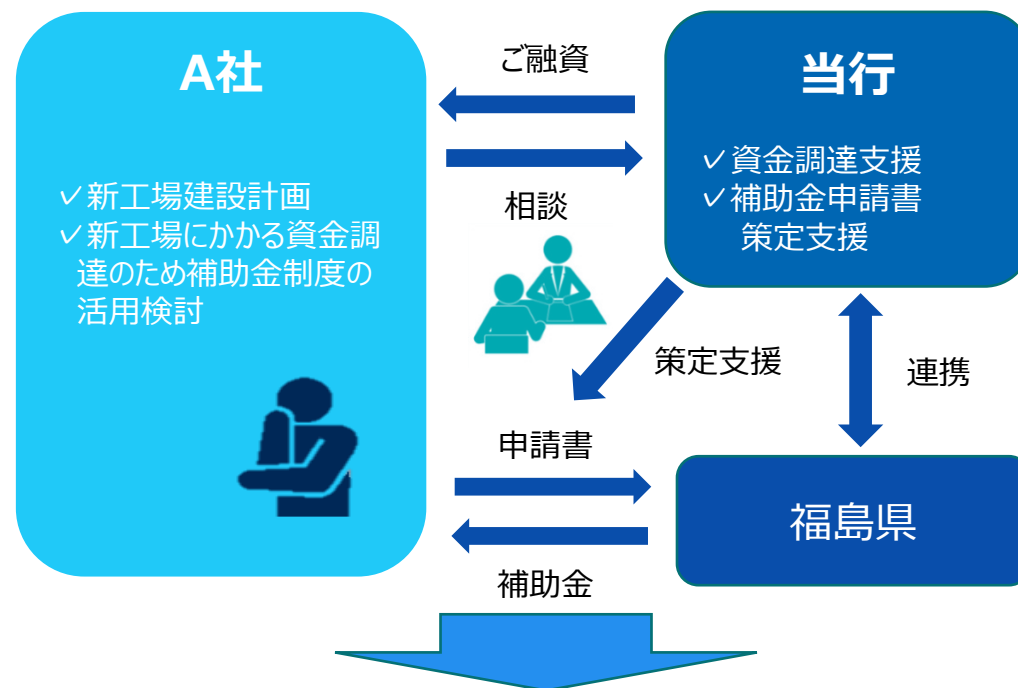 A社
✓新工場建設計画
✓新工場にかかる資金調
達のため補助金制度の
活用検討
ご融資
相談
当行
✓資金調達支援
✓補助金申請書
策定支援
策定支援
連携
申請書
補助金
福島県